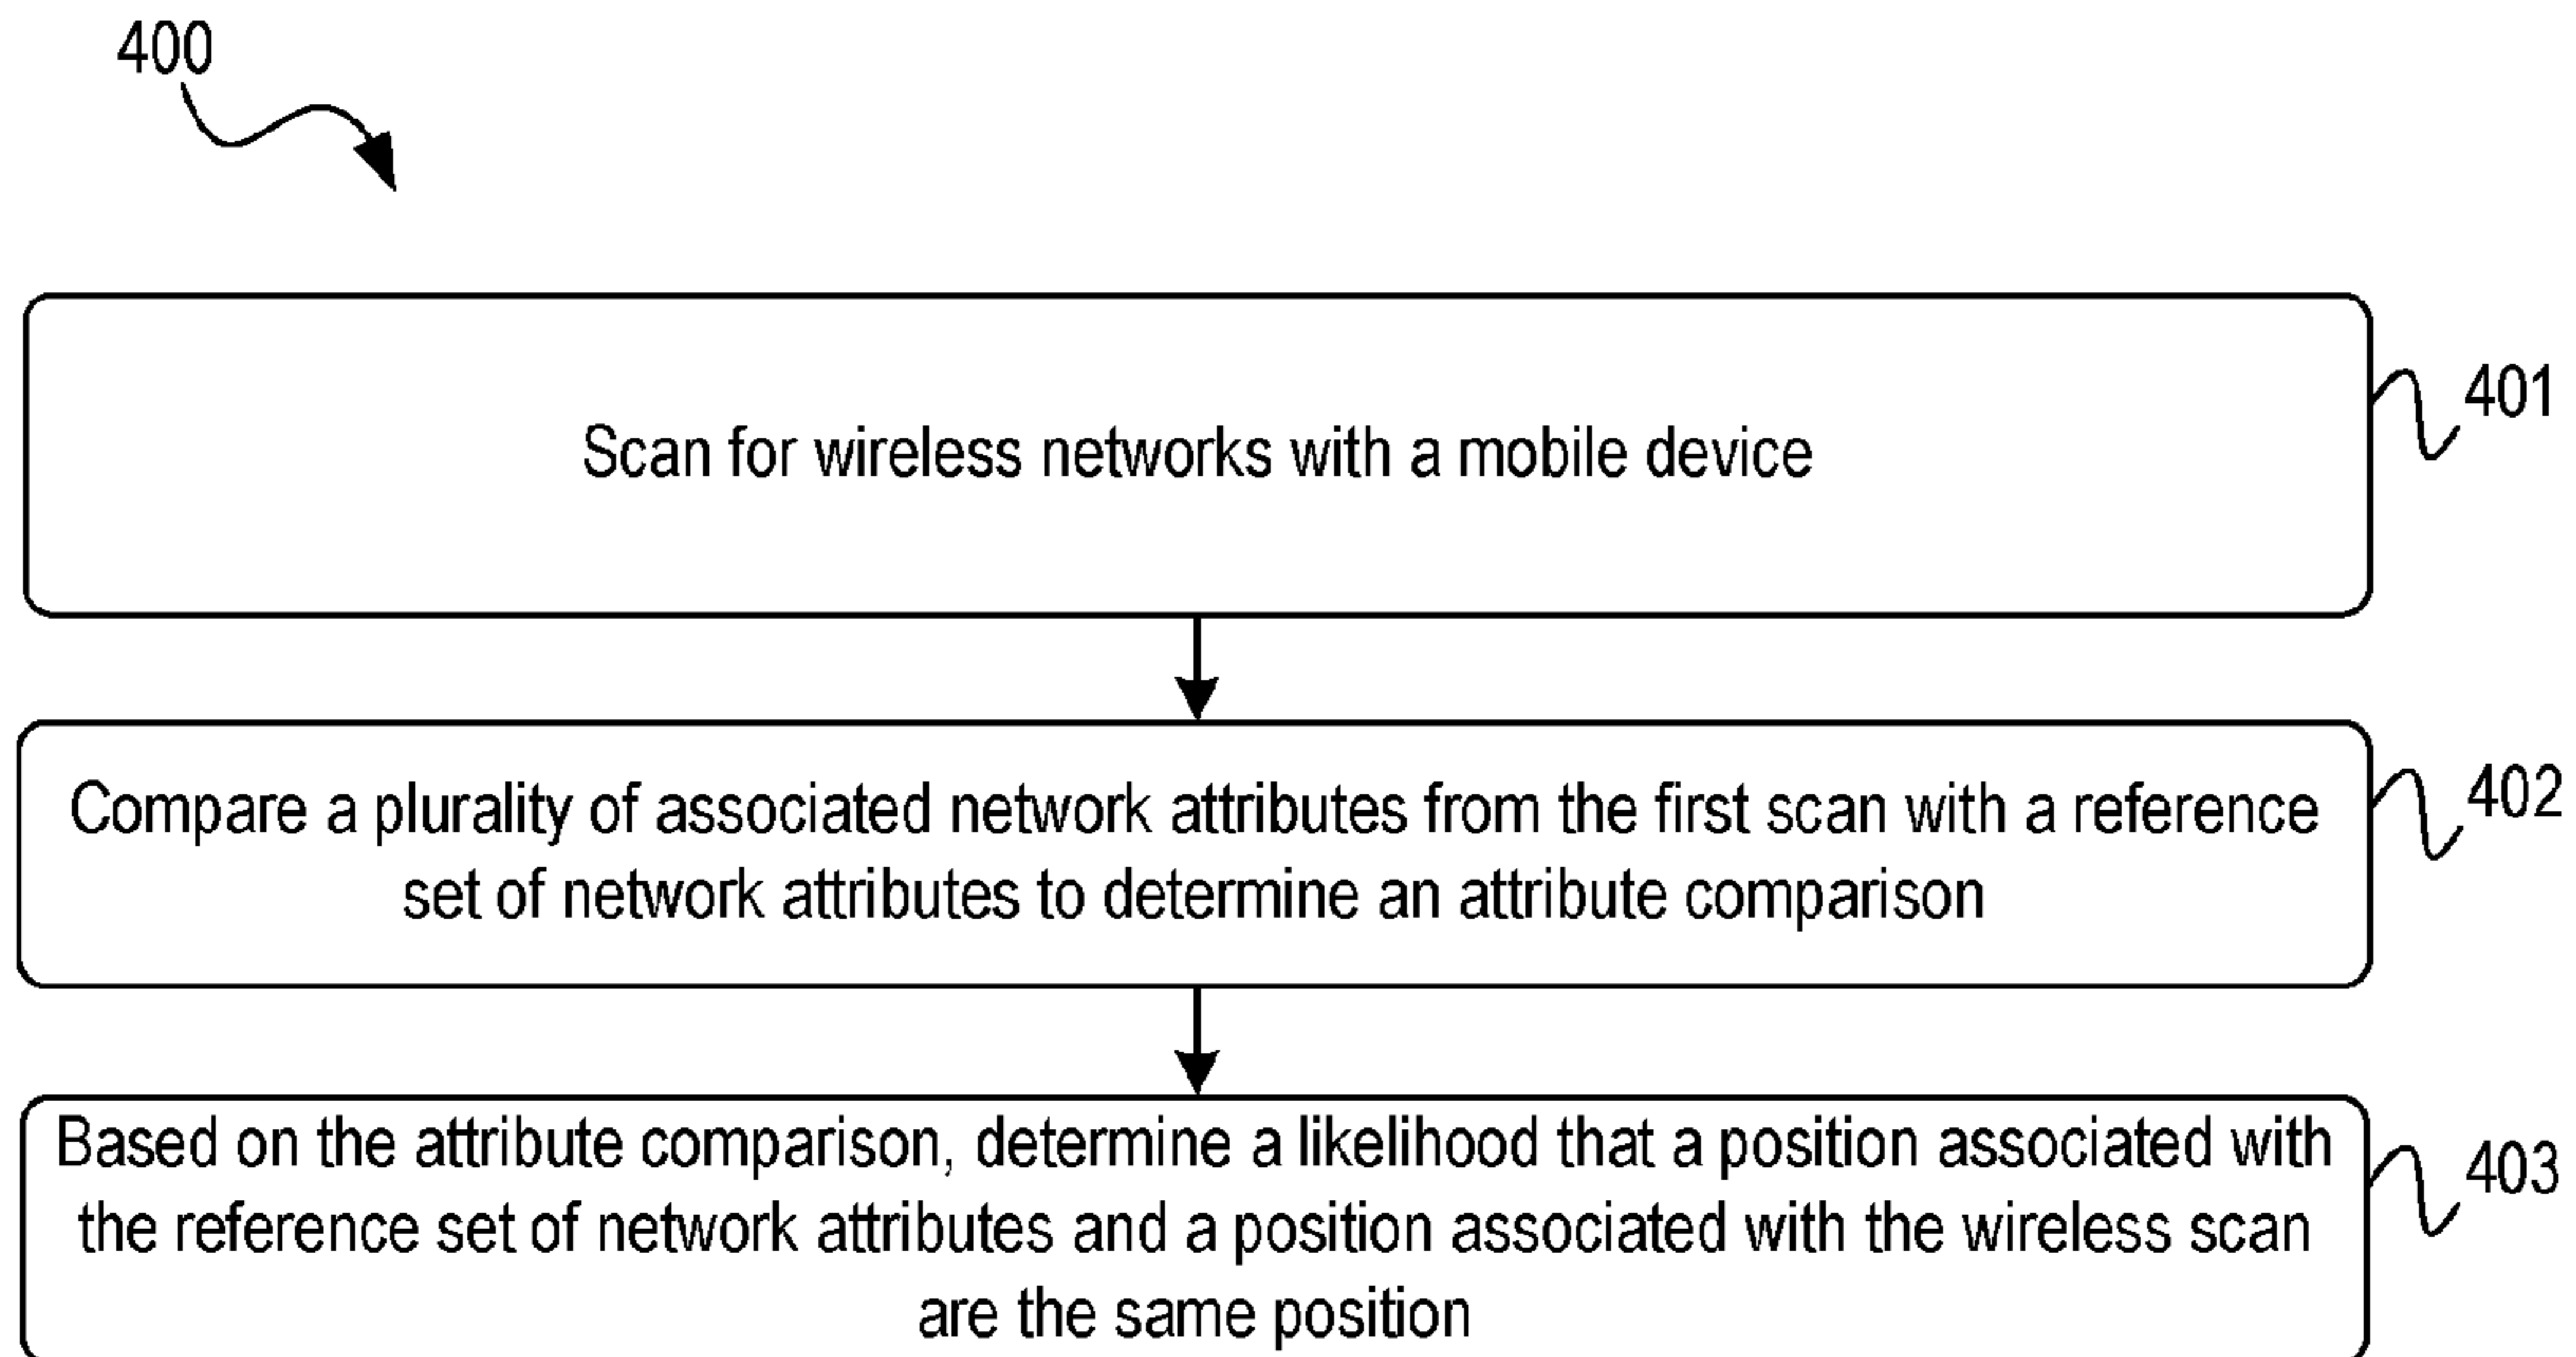 400
Scan for wireless networks with a mobile device
401
Compare a plurality of associated network attributes from the first scan with a reference
set of network attributes to determine an attribute comparison
402
Based on the attribute comparison, determine a likelihood that a position associated with
the reference set of network attributes and a position associated with the wireless scan
are the same position
403